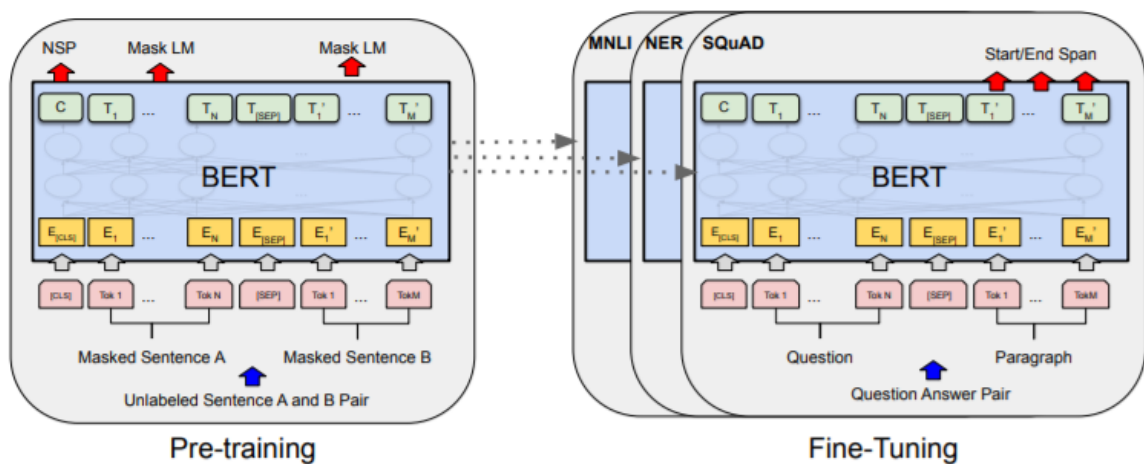 NSP Mask LM Mask LM
C T1 ... TN T[SEP] T1' ... TM'
BERT
E[CLS] E1 ... EN E[SEP] E1' ... EM'
[CLS] Tok 1 ... Tok N [SEP] Tok 1 ... TokM
Masked Sentence A Masked Sentence B
Unlabeled Sentence A and B Pair
Pre-training
MNLI NER SQuAD
Start/End Span
C T1 ... TN T[SEP] T1' ... TM'
BERT
E[CLS] E1 ... EN E[SEP] E1' ... EM'
[CLS] Tok 1 ... Tok N [SEP] Tok 1 ... TokM
Question Paragraph
Question Answer Pair
Fine-Tuning